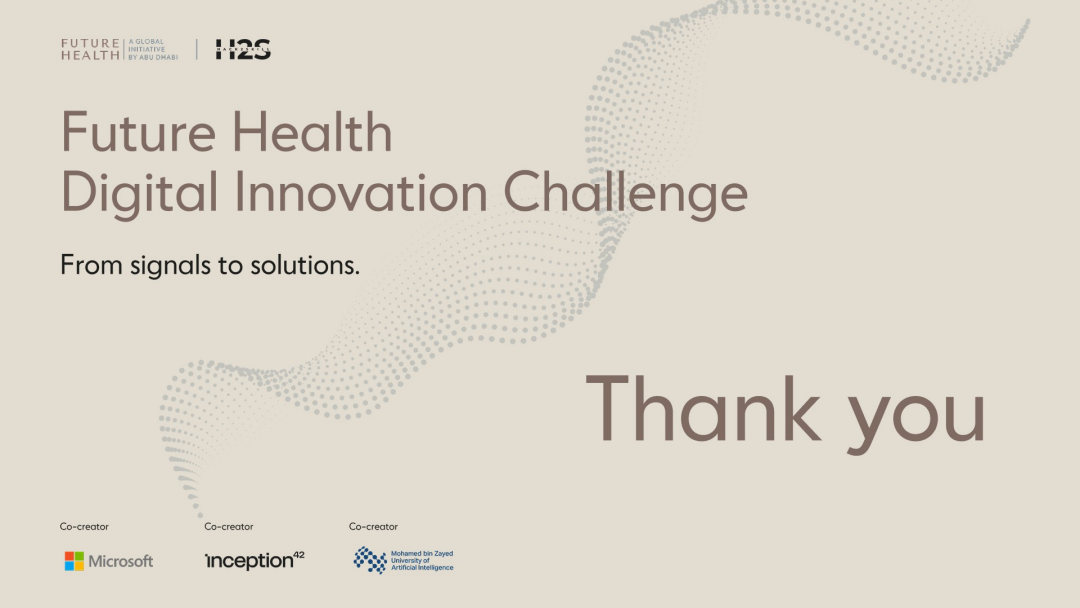 FUTURE HEALTH
A GLOBAL INITIATIVE BY ABU DHABI
H2S
HACK2SKILL
Future Health
Digital Innovation Challenge
From signals to solutions.
Thank you
Co-creator
Microsoft
Co-creator
inception42
Co-creator
Mohamed bin Zayed
University of
Artificial Intelligence